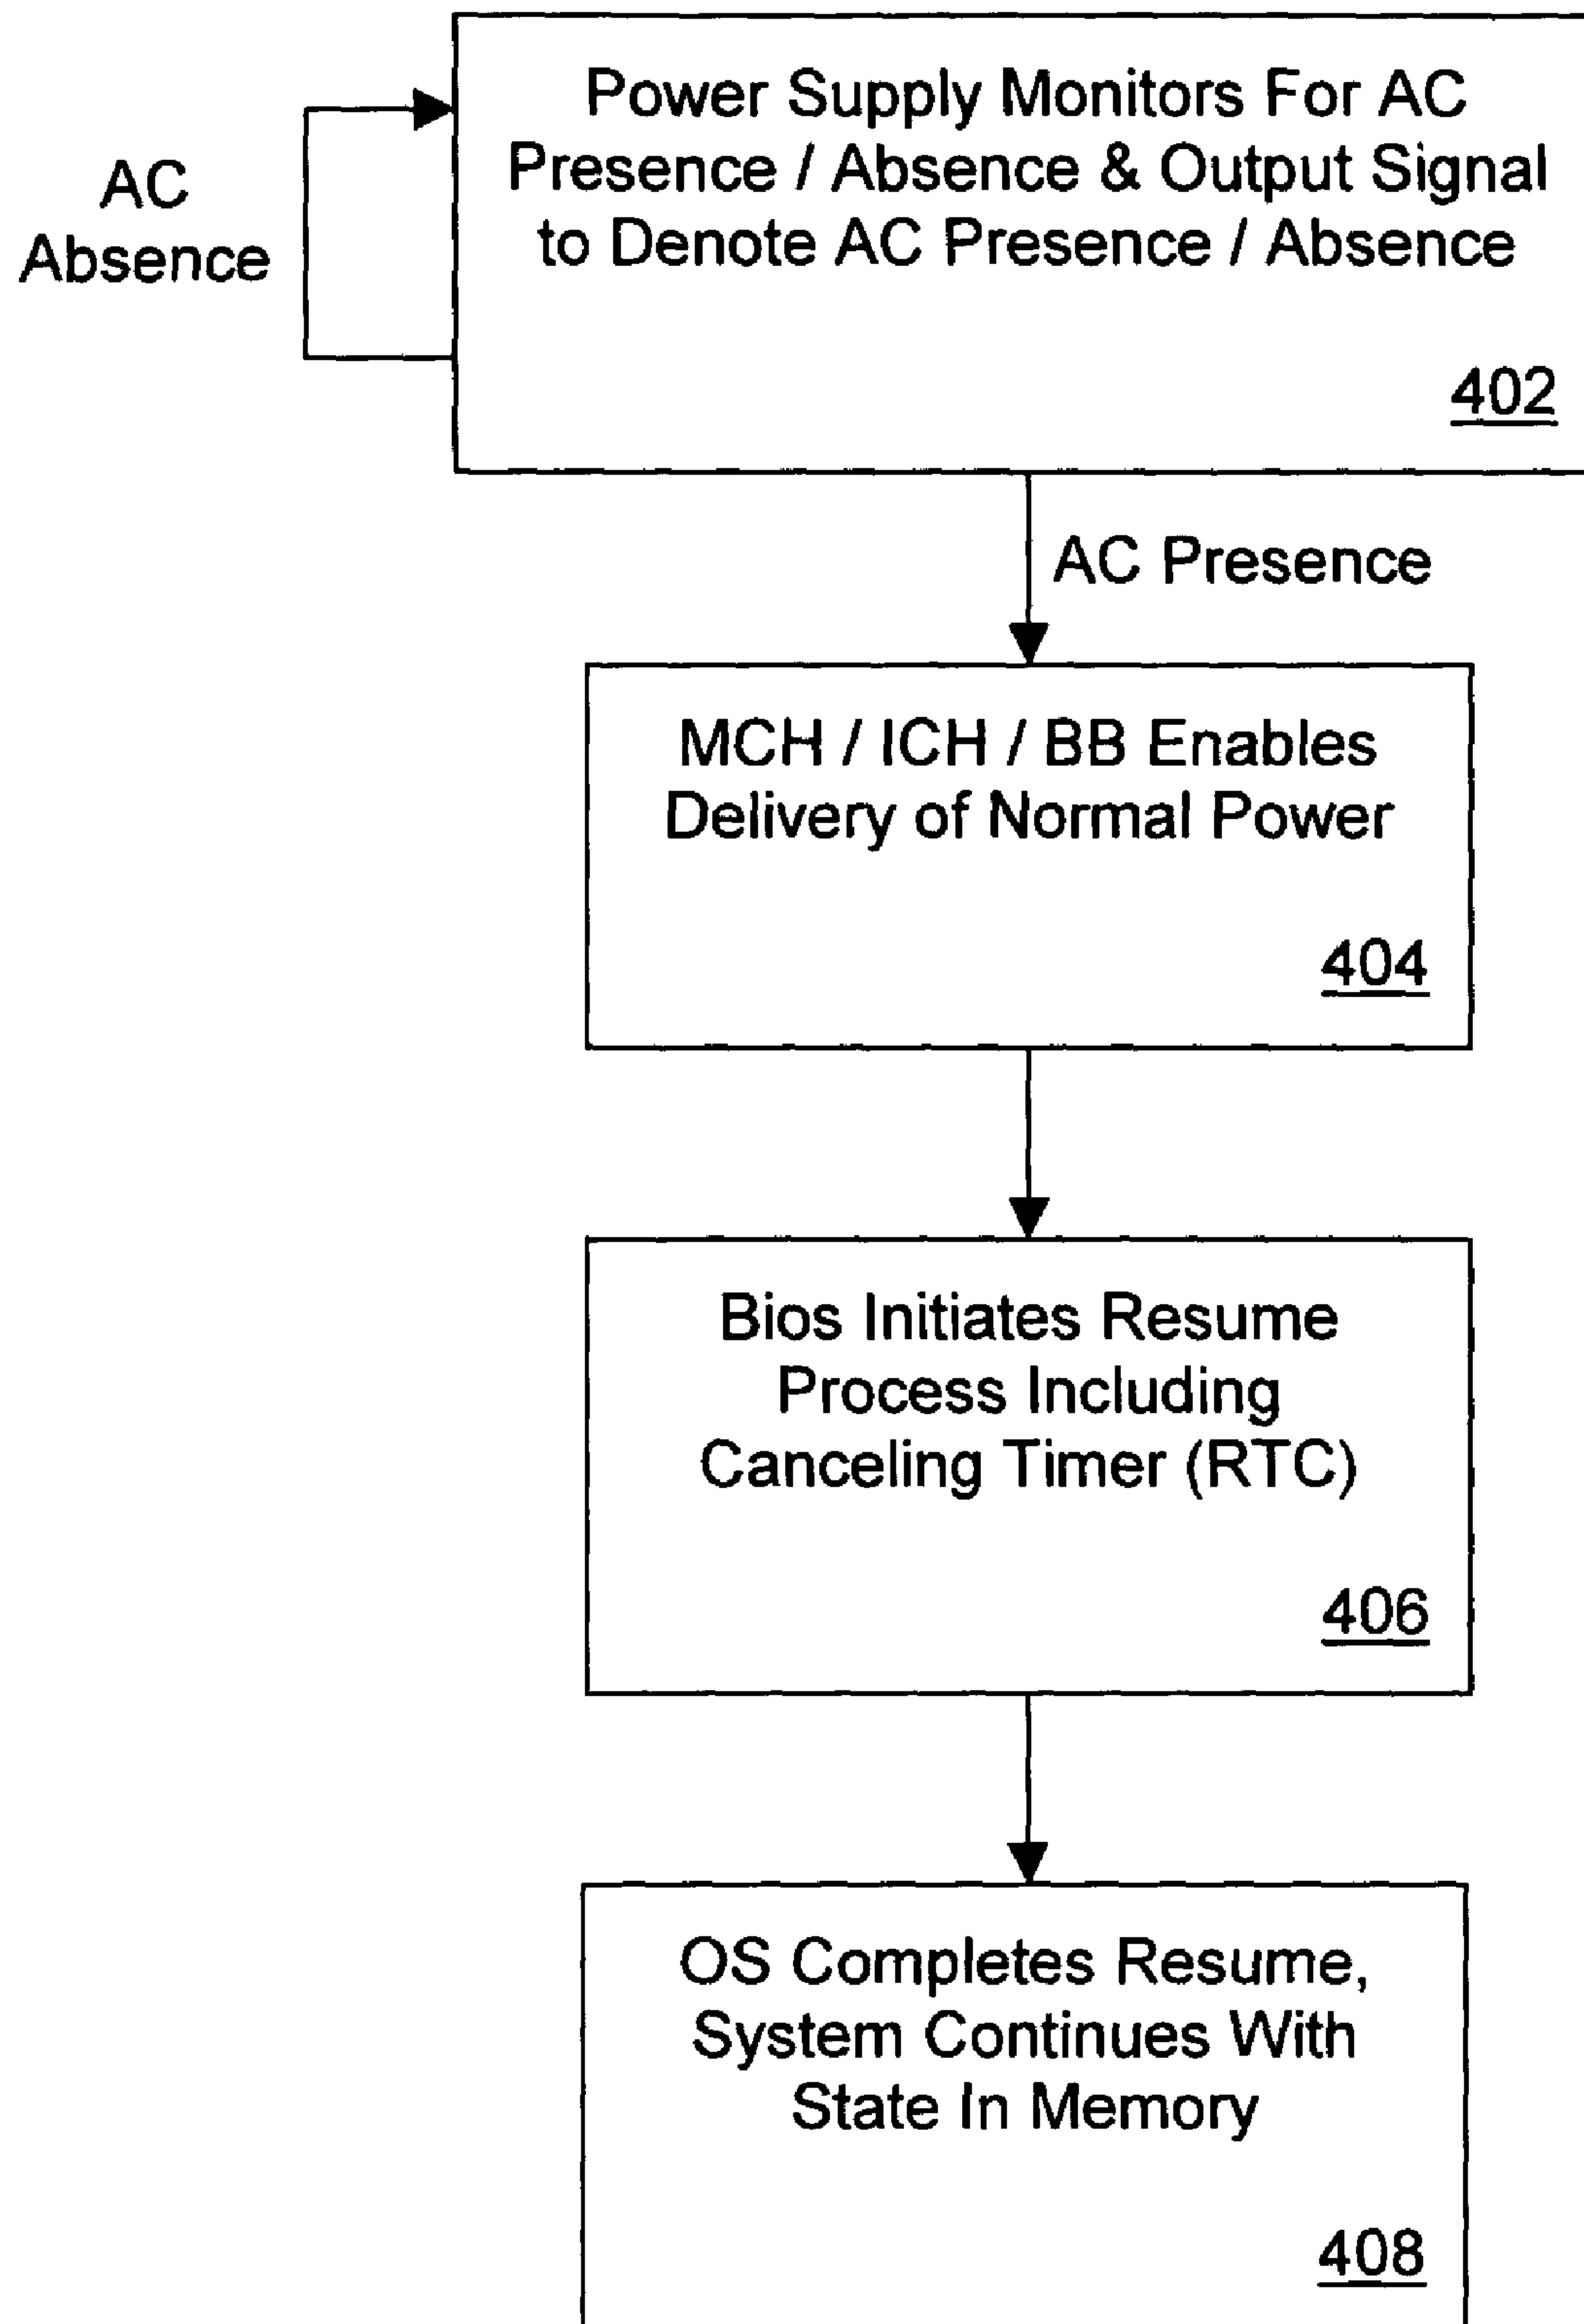 Power Supply Monitors For AC
Presence / Absence & Output Signal
to Denote AC Presence / Absence
402
AC
Absence
AC Presence
MCH / ICH / BB Enables
Delivery of Normal Power
404
Bios Initiates Resume
Process Including
Canceling Timer (RTC)
406
OS Completes Resume,
System Continues With
State In Memory
408